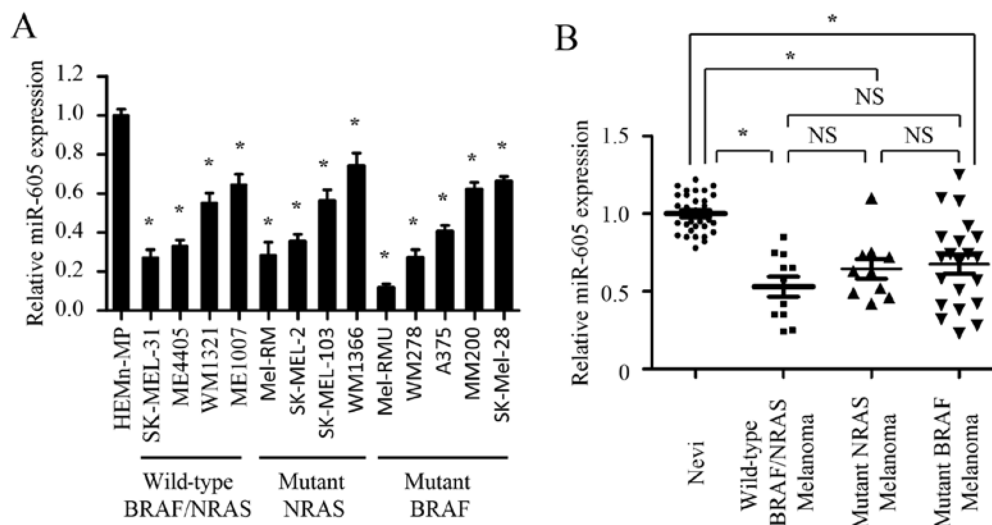 A
Relative miR-605 expression
1.2
1.0
0.8
0.6
0.4
0.2
0.0
* * * * * * * * * * * * *
HEMn-MP
SK-MEL-31
ME4405
WM1321
ME1007
Mel-RM
SK-MEL-2
SK-MEL-103
WM1366
Mel-RMU
WM278
A375
MM200
SK-Mel-28
Wild-type
BRAF/NRAS
Mutant
NRAS
Mutant
BRAF
B
Relative miR-605 expression
1.5
1.0
0.5
0
*
*
NS
* NS NS
Nevi
Wild-type
BRAF/NRAS
Melanoma
Mutant NRAS
Melanoma
Mutant BRAF
Melanoma